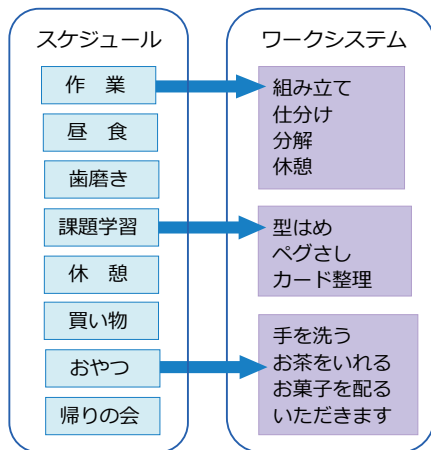 スケジュール
作　業
昼　食
歯磨き
課題学習
休　憩
買い物
おやつ
帰りの会
ワークシステム
組み立て
仕分け
分解
休憩
型はめ
ペグさし
カード整理
手を洗う
お茶をいれる
お菓子を配る
いただきます